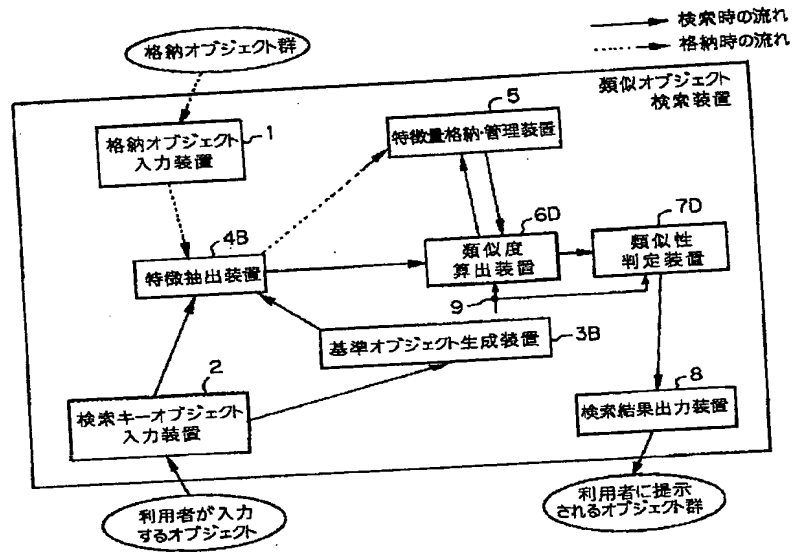 検索時の流れ
格納時の流れ
格納オブジェクト群
類似オブジェクト
検索装置
格納オブジェクト
入力装置
1
5
特徴量格納・管理装置
4B
特徴抽出装置
6D
類似度
算出装置
7D
類似性
判定装置
9
基準オブジェクト生成装置
3B
2
検索キーオブジェクト
入力装置
8
検索結果出力装置
利用者が入力
するオブジェクト
利用者に提示
されるオブジェクト群